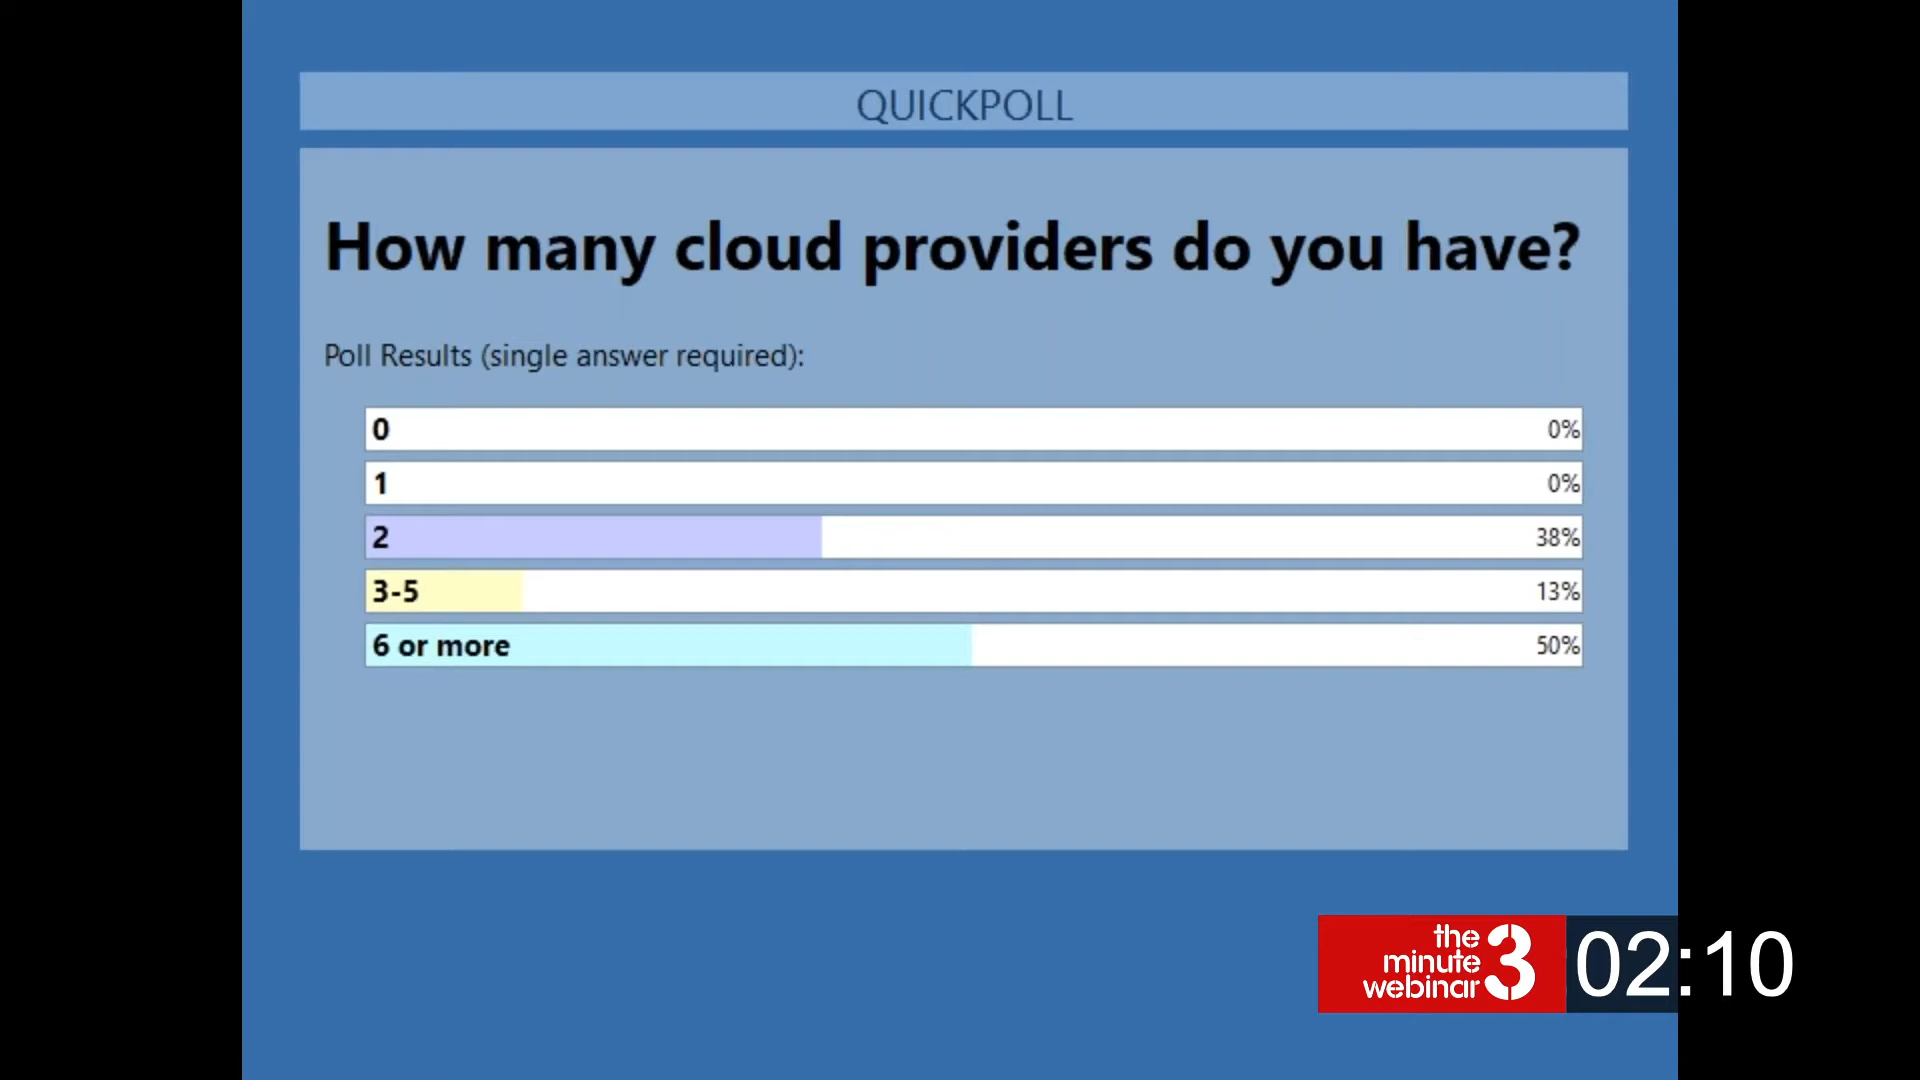 QUICKPOLL
How many cloud providers do you have?
Poll Results (single answer required):
0 0%
1 0%
2 38%
3-5 13%
6 or more 50%
the
minute 3
webinar
02:10